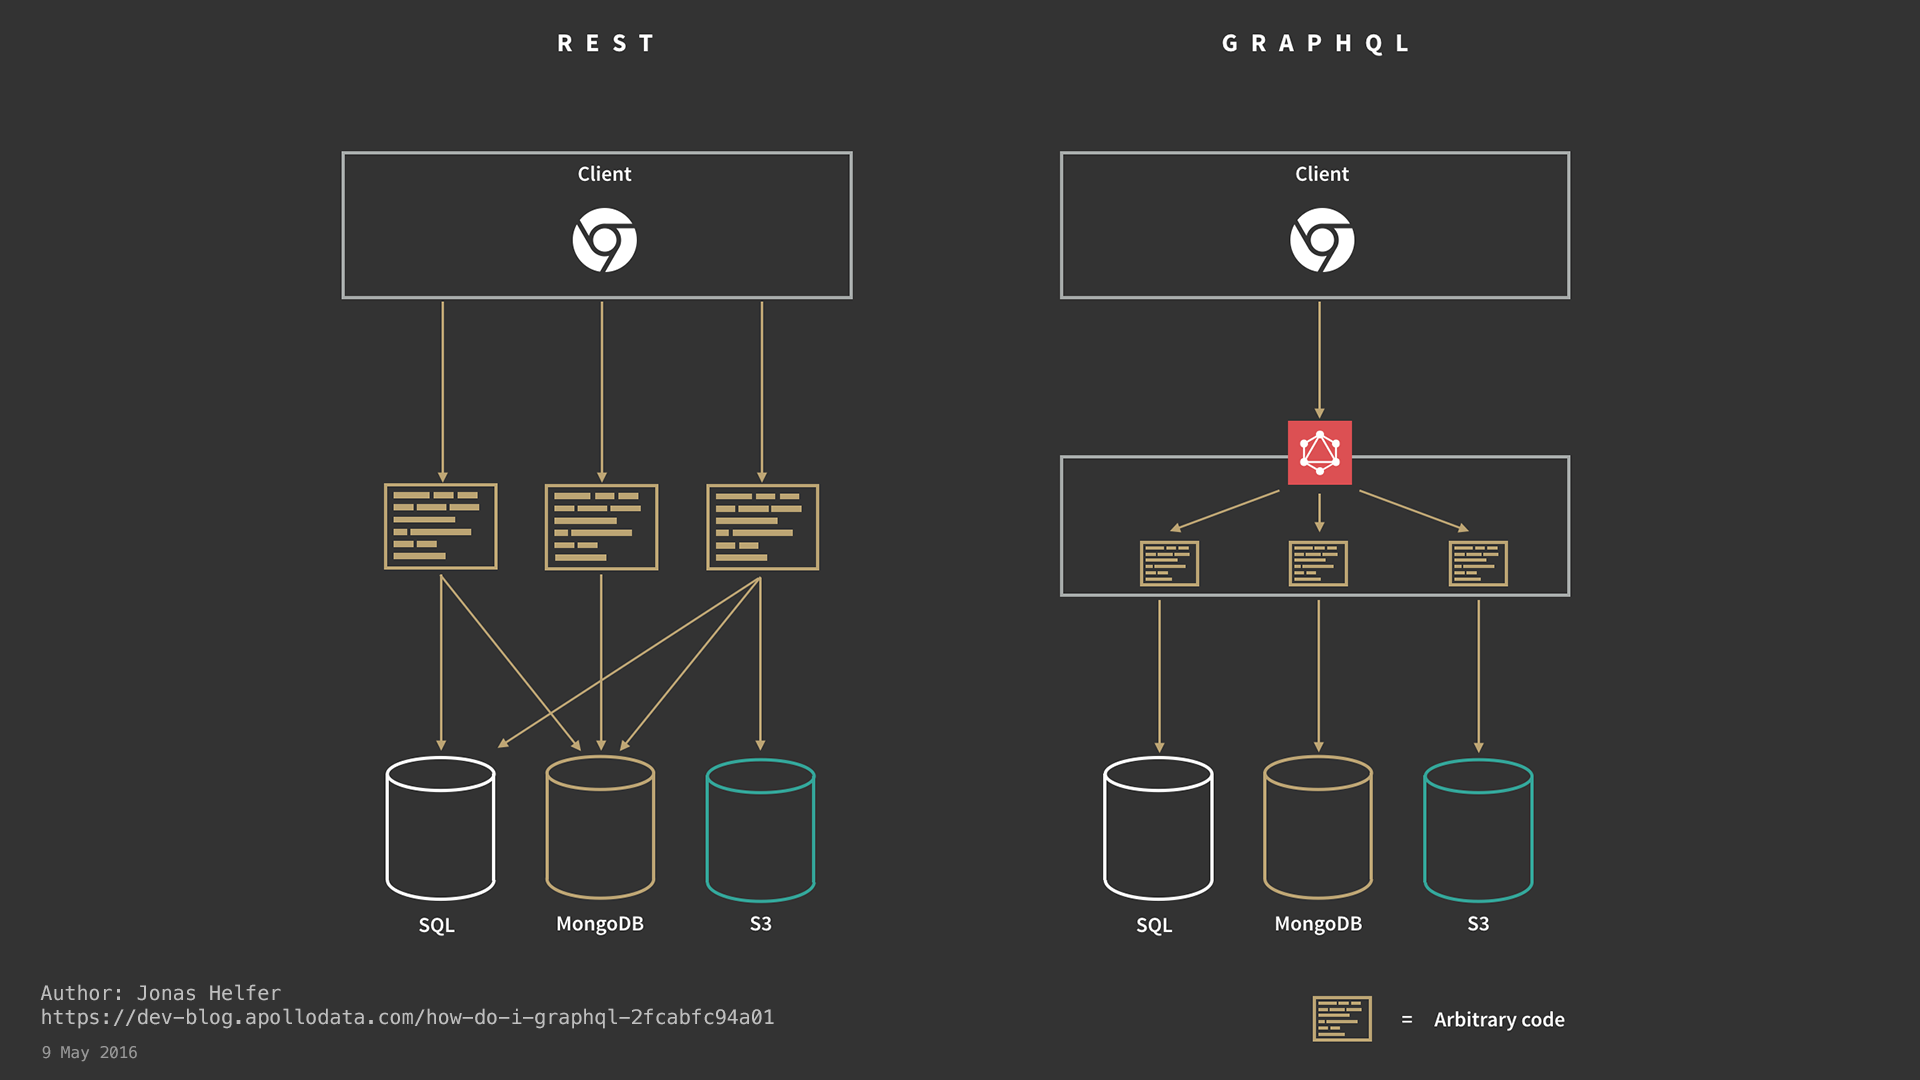 REST
GRAPHQL
Client
Client
SQL
MongoDB
S3
SQL
MongoDB
S3
Author: Jonas Helfer
https://dev-blog.apollodata.com/how-do-i-graphql-2fcabfc94a01
9 May 2016
= Arbitrary code